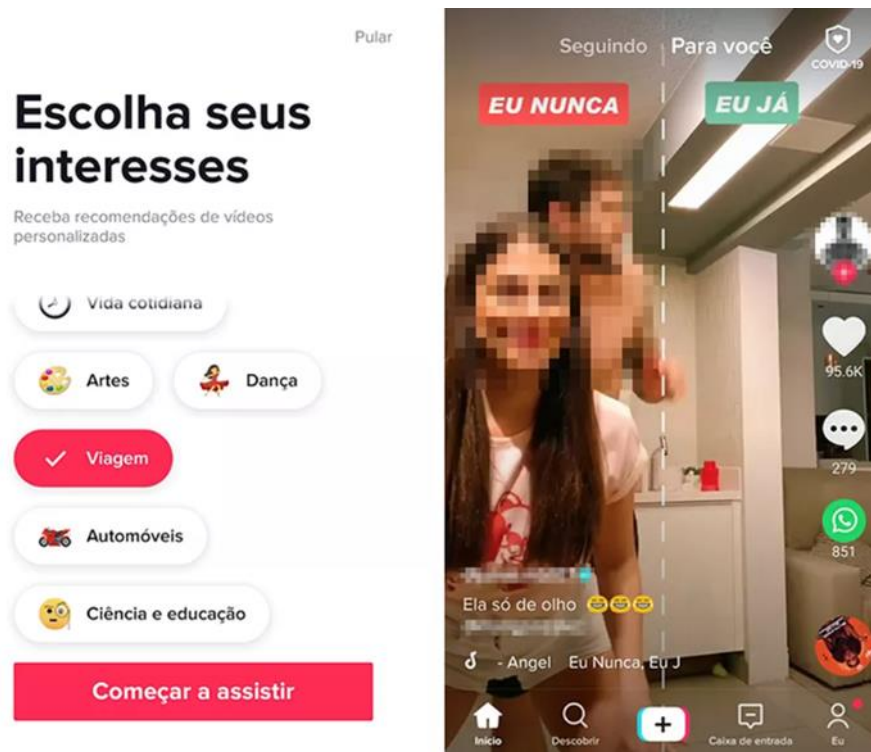 Pular
Escolha seus
interesses
Receba recomendações de vídeos
personalizadas
Vida cotidiana
Artes
Dança
Viagem
Automóveis
Ciência e educação
Começar a assistir
Seguindo
Para você
COVID-19
EU NUNCA
EU JÁ
95.6K
279
851
Ela só de olho 😂😂😂
- Angel Eu Nunca, Eu J
Início
Descobrir
Caixa de entrada
Eu